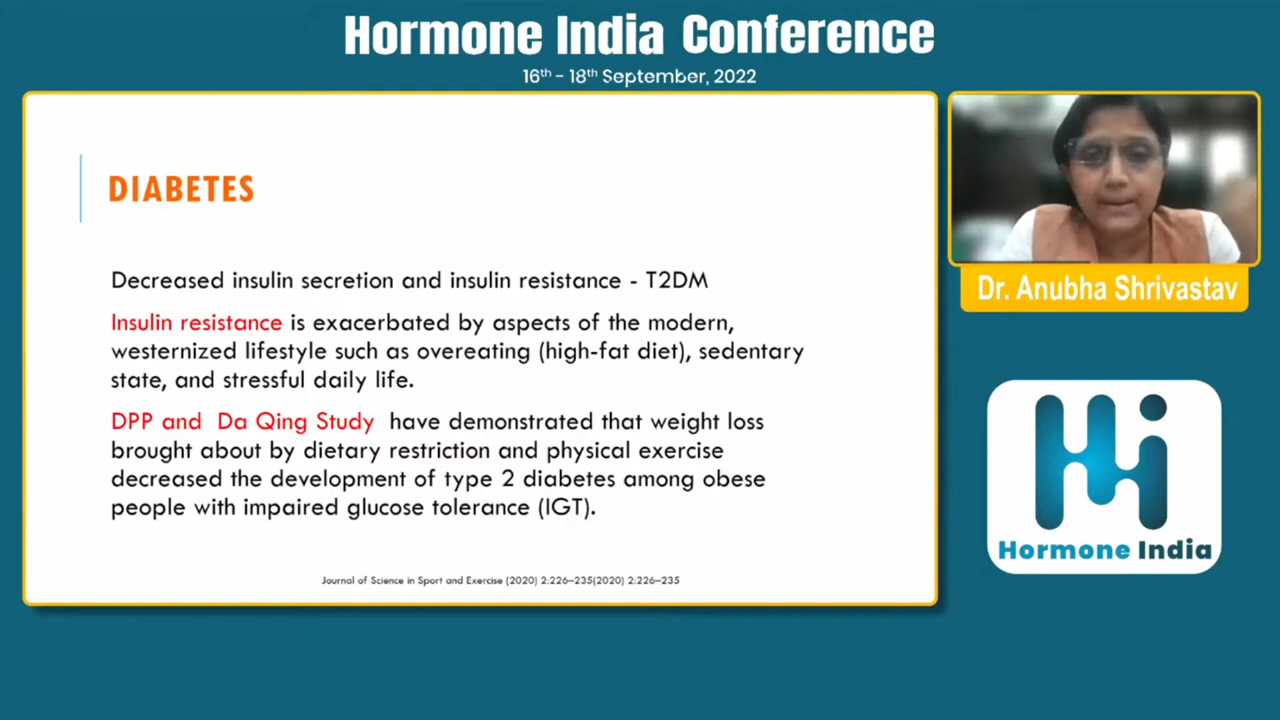 Hormone India Conference
16th - 18th September, 2022
DIABETES
Decreased insulin secretion and insulin resistance - T2DM
Insulin resistance is exacerbated by aspects of the modern,
westernized lifestyle such as overeating (high-fat diet), sedentary
state, and stressful daily life.
DPP and Da Qing Study have demonstrated that weight loss
brought about by dietary restriction and physical exercise
decreased the development of type 2 diabetes among obese
people with impaired glucose tolerance (IGT).
Journal of Science in Sport and Exercise (2020) 2:226–235(2020) 2:226–235
Dr. Anubha Shrivastav
Hi
Hormone India